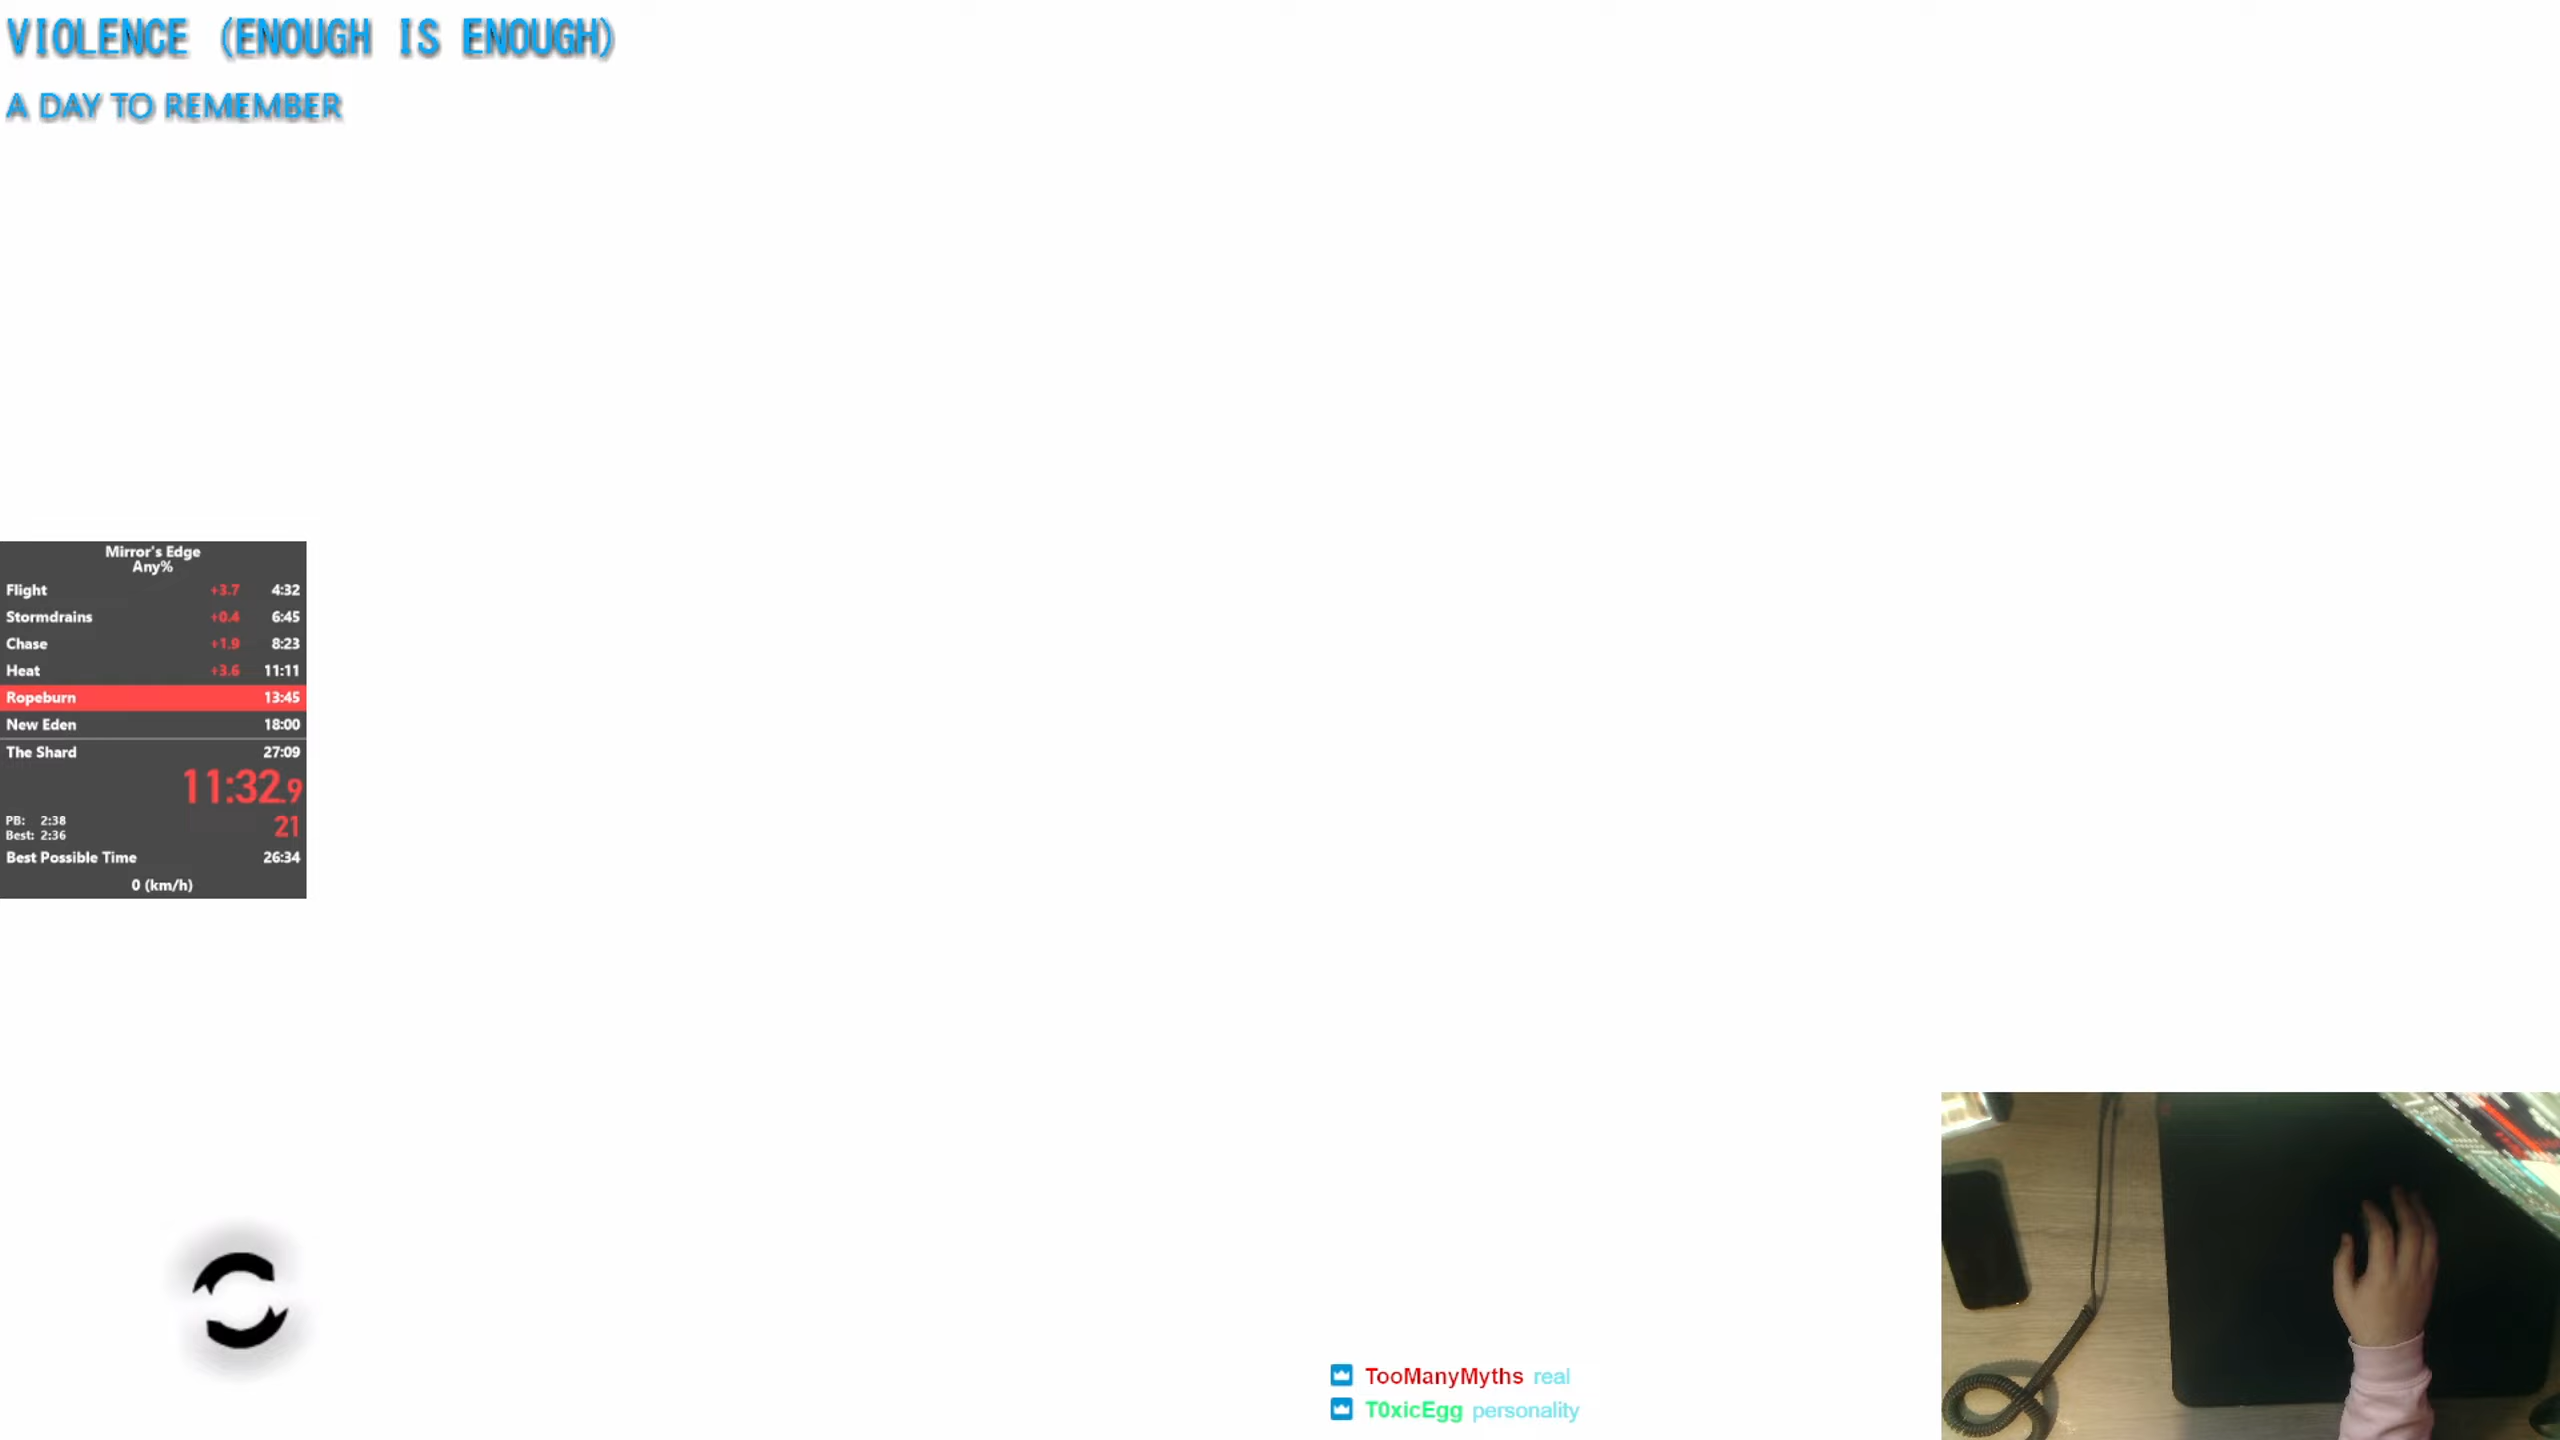 VIOLENCE (ENOUGH IS ENOUGH)
A DAY TO REMEMBER
Mirror's Edge
Any%
Flight +3.7 4:32
Stormdrains +0.4 6:45
Chase +1.9 8:23
Heat +3.6 11:11
Ropeburn 13:45
New Eden 18:00
The Shard 27:09
11:32.9
PB: 2:38
21
Best: 2:36
Best Possible Time 26:34
0 (km/h)
TooManyMyths real
T0xicEgg personality